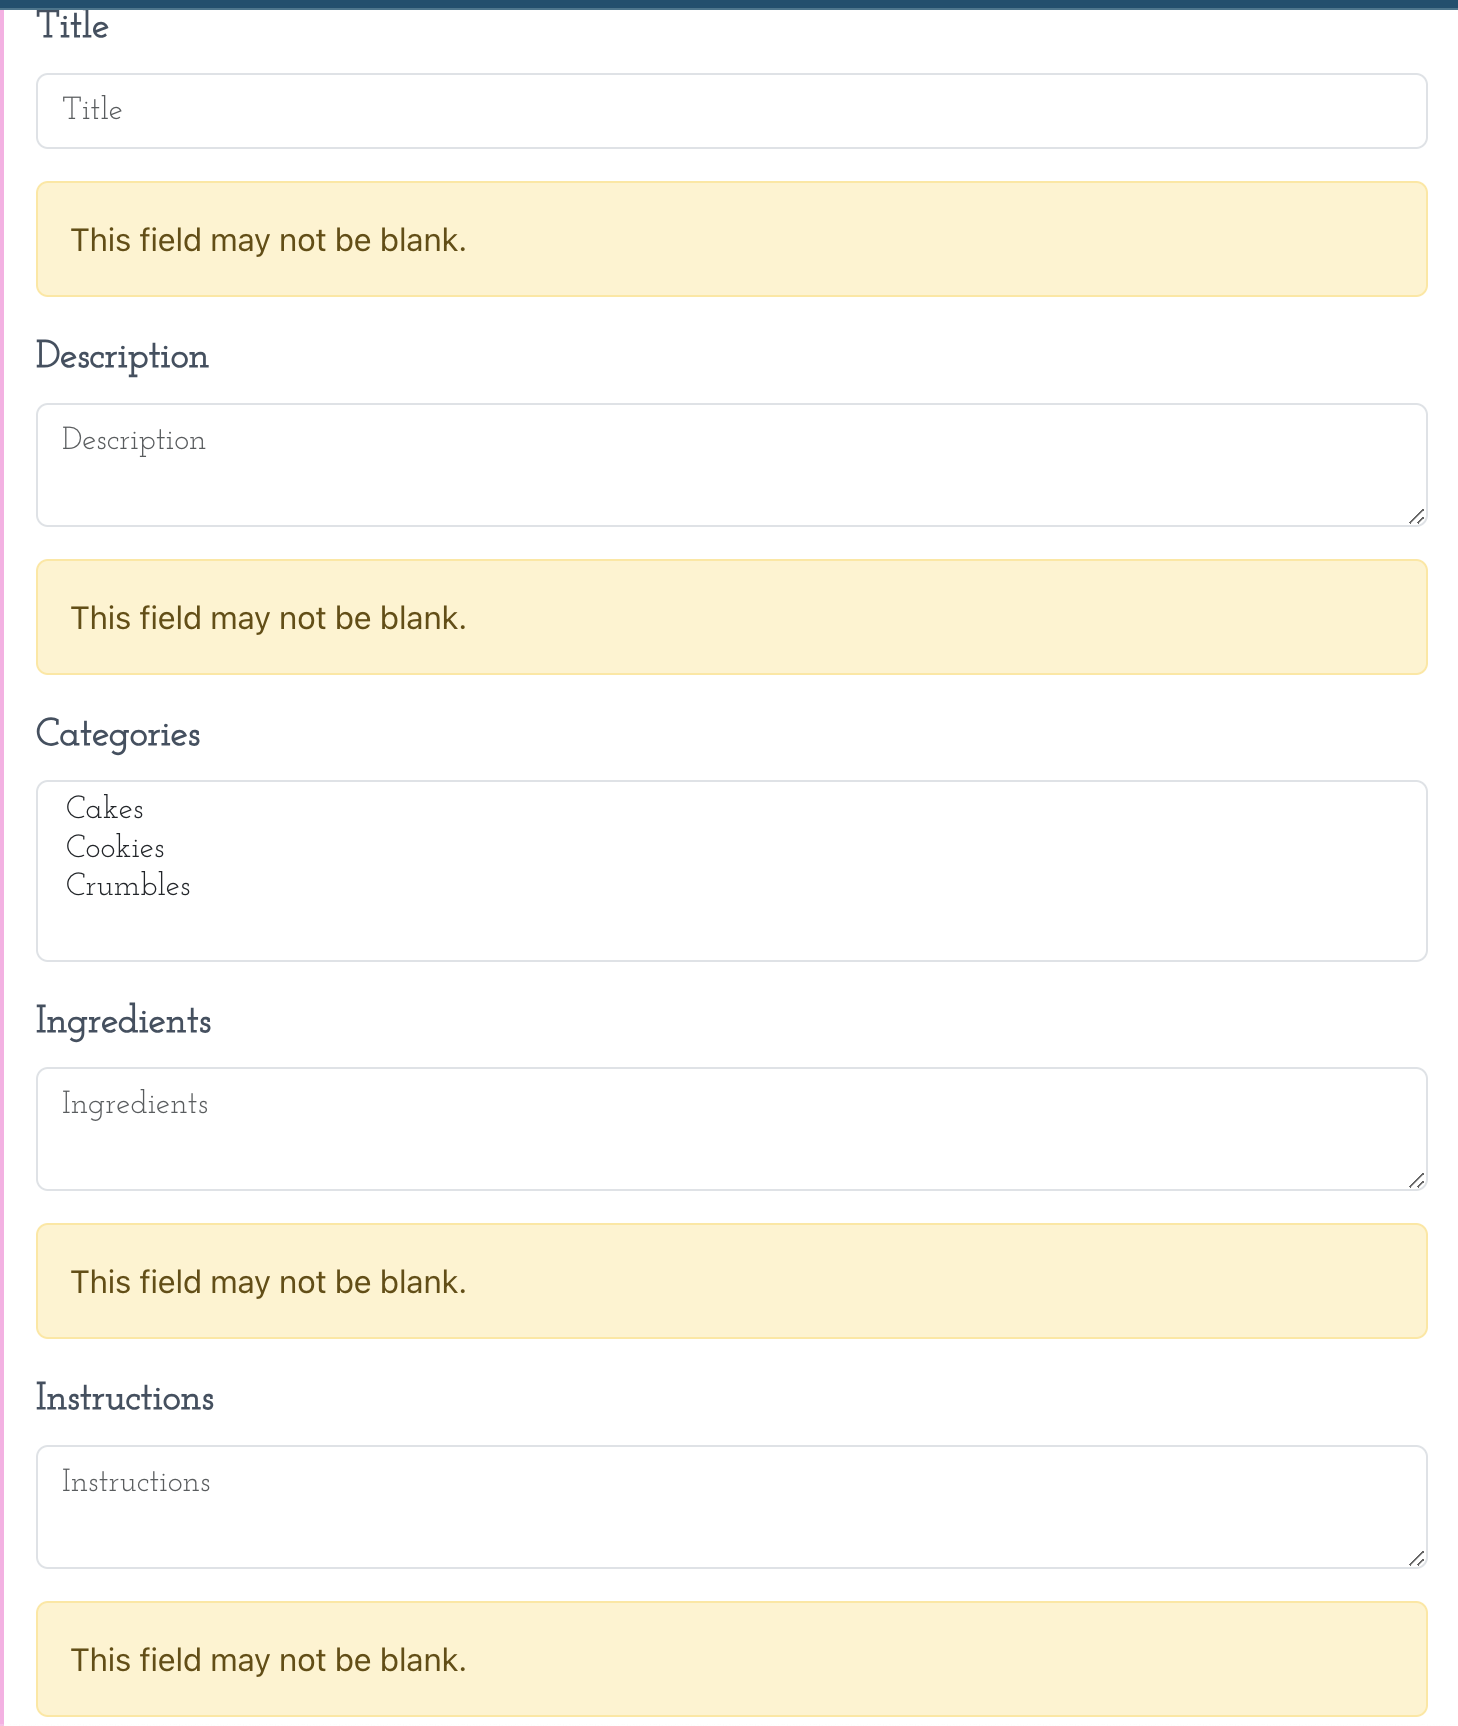 Title
Title
This field may not be blank.
Description
Description
This field may not be blank.
Categories
Cakes
Cookies
Crumbles
Ingredients
Ingredients
This field may not be blank.
Instructions
Instructions
This field may not be blank.